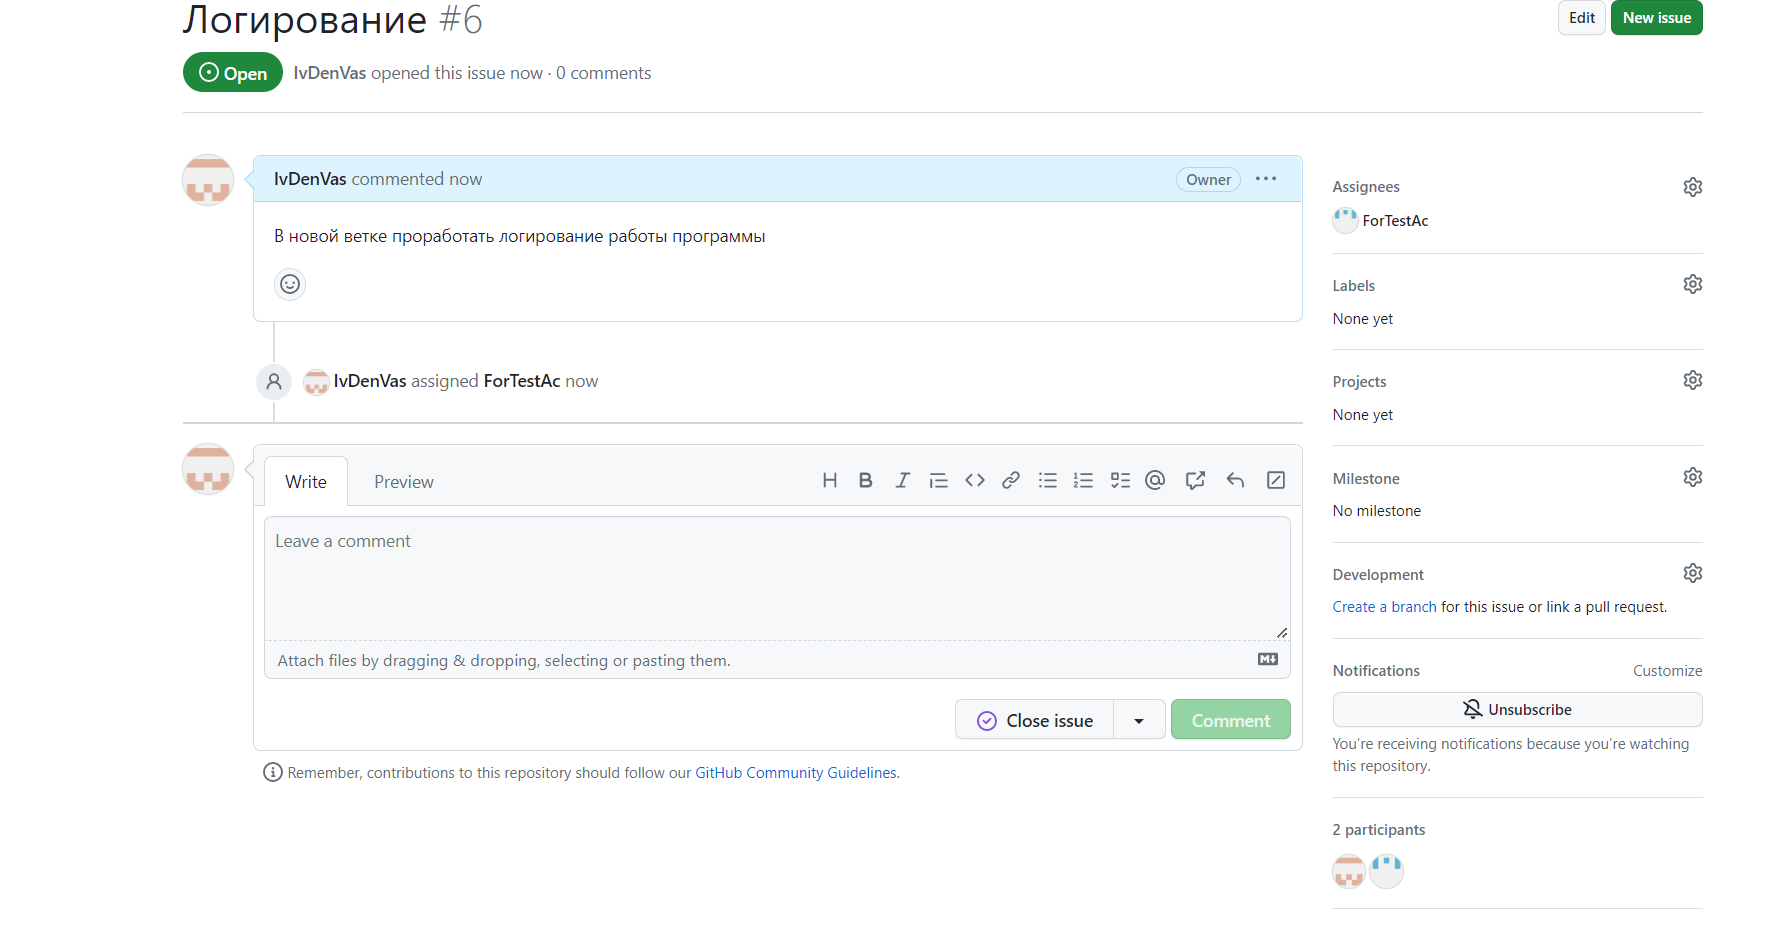 Логирование #6
Edit
New issue
Open
IvDenVas opened this issue now · 0 comments
IvDenVas commented now
Owner
В новой ветке проработать логирование работы программы
IvDenVas assigned ForTestAc now
Write
Preview
Leave a comment
Attach files by dragging & dropping, selecting or pasting them.
Close issue
Comment
Remember, contributions to this repository should follow our GitHub Community Guidelines.
Assignees
ForTestAc
Labels
None yet
Projects
None yet
Milestone
No milestone
Development
Create a branch for this issue or link a pull request.
Notifications
Customize
Unsubscribe
You're receiving notifications because you're watching
this repository.
2 participants